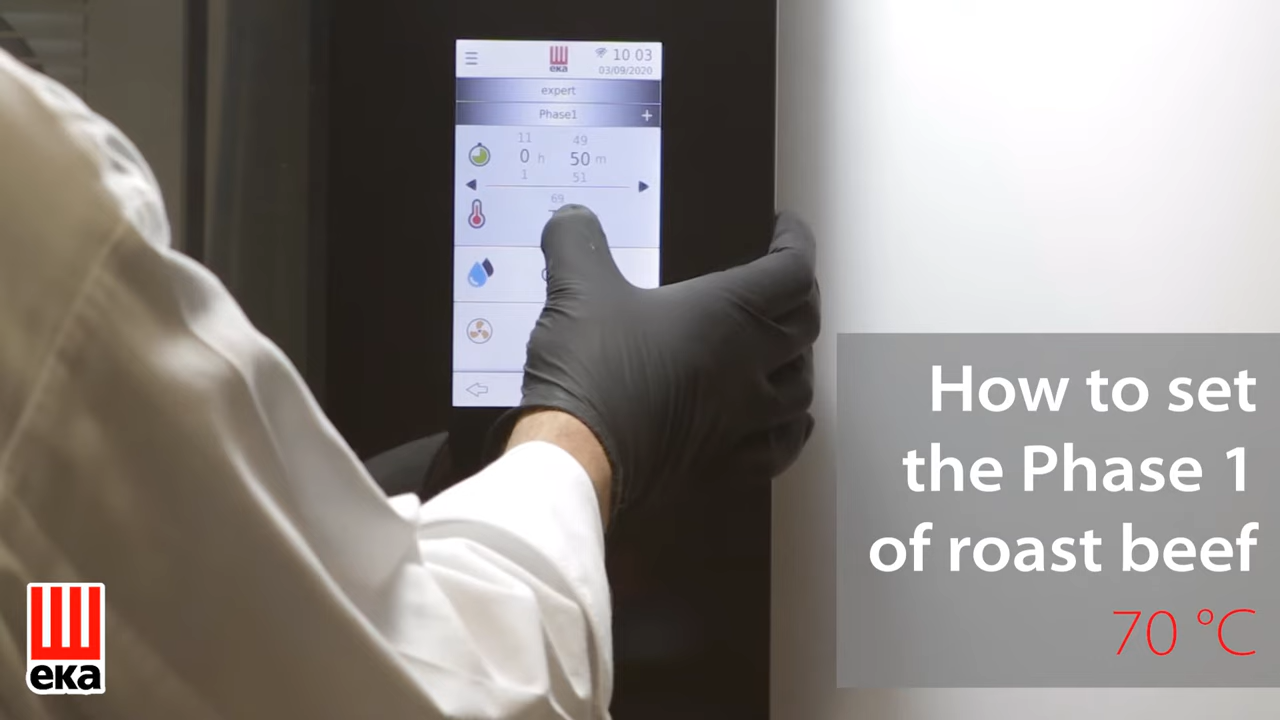 eka
10 03
03/09/2020
expert
Phase1 +
11 49
0 h 50 m
1 51
69
How to set
the Phase 1
of roast beef
70 °C
eka